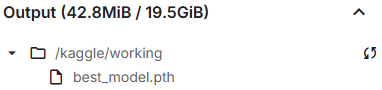 Output (42.8MiB / 19.5GiB)
/kaggle/working
best_model.pth